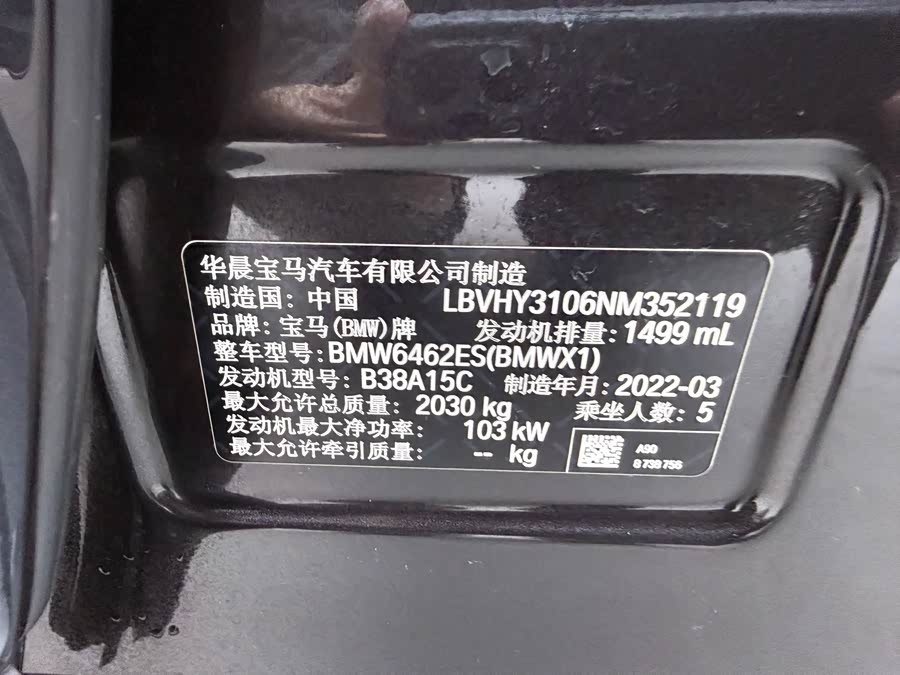 华晨宝马汽车有限公司制造
制造国：中国 LBVHY3106NM352119
品牌：宝马(BMW)牌 发动机排量：1499 mL
整车型号：BMW6462ES(BMWX1)
发动机型号：B38A15C 制造年月：2022-03
最大允许总质量：2030 kg 乘坐人数：5
发动机最大净功率：103 kW
最大允许牵引质量：-- kg
A90
8 738 756